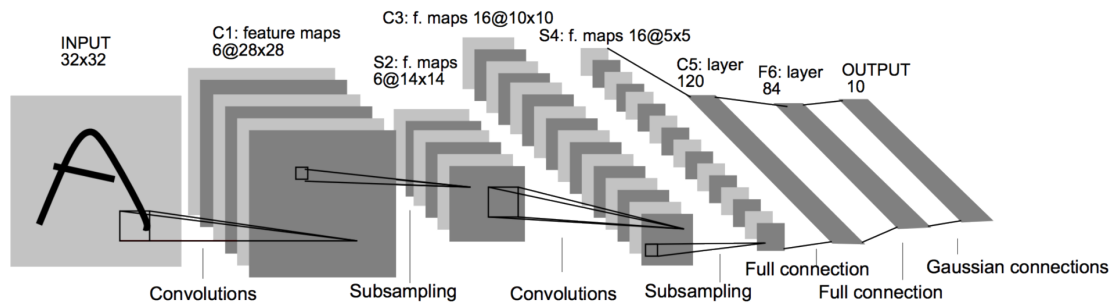 INPUT
32x32
C1: feature maps
6@28x28
S2: f. maps
6@14x14
C3: f. maps 16@10x10
S4: f. maps 16@5x5
C5: layer
120
F6: layer
84
OUTPUT
10
Convolutions
Subsampling
Convolutions
Subsampling
Full connection
Full connection
Gaussian connections